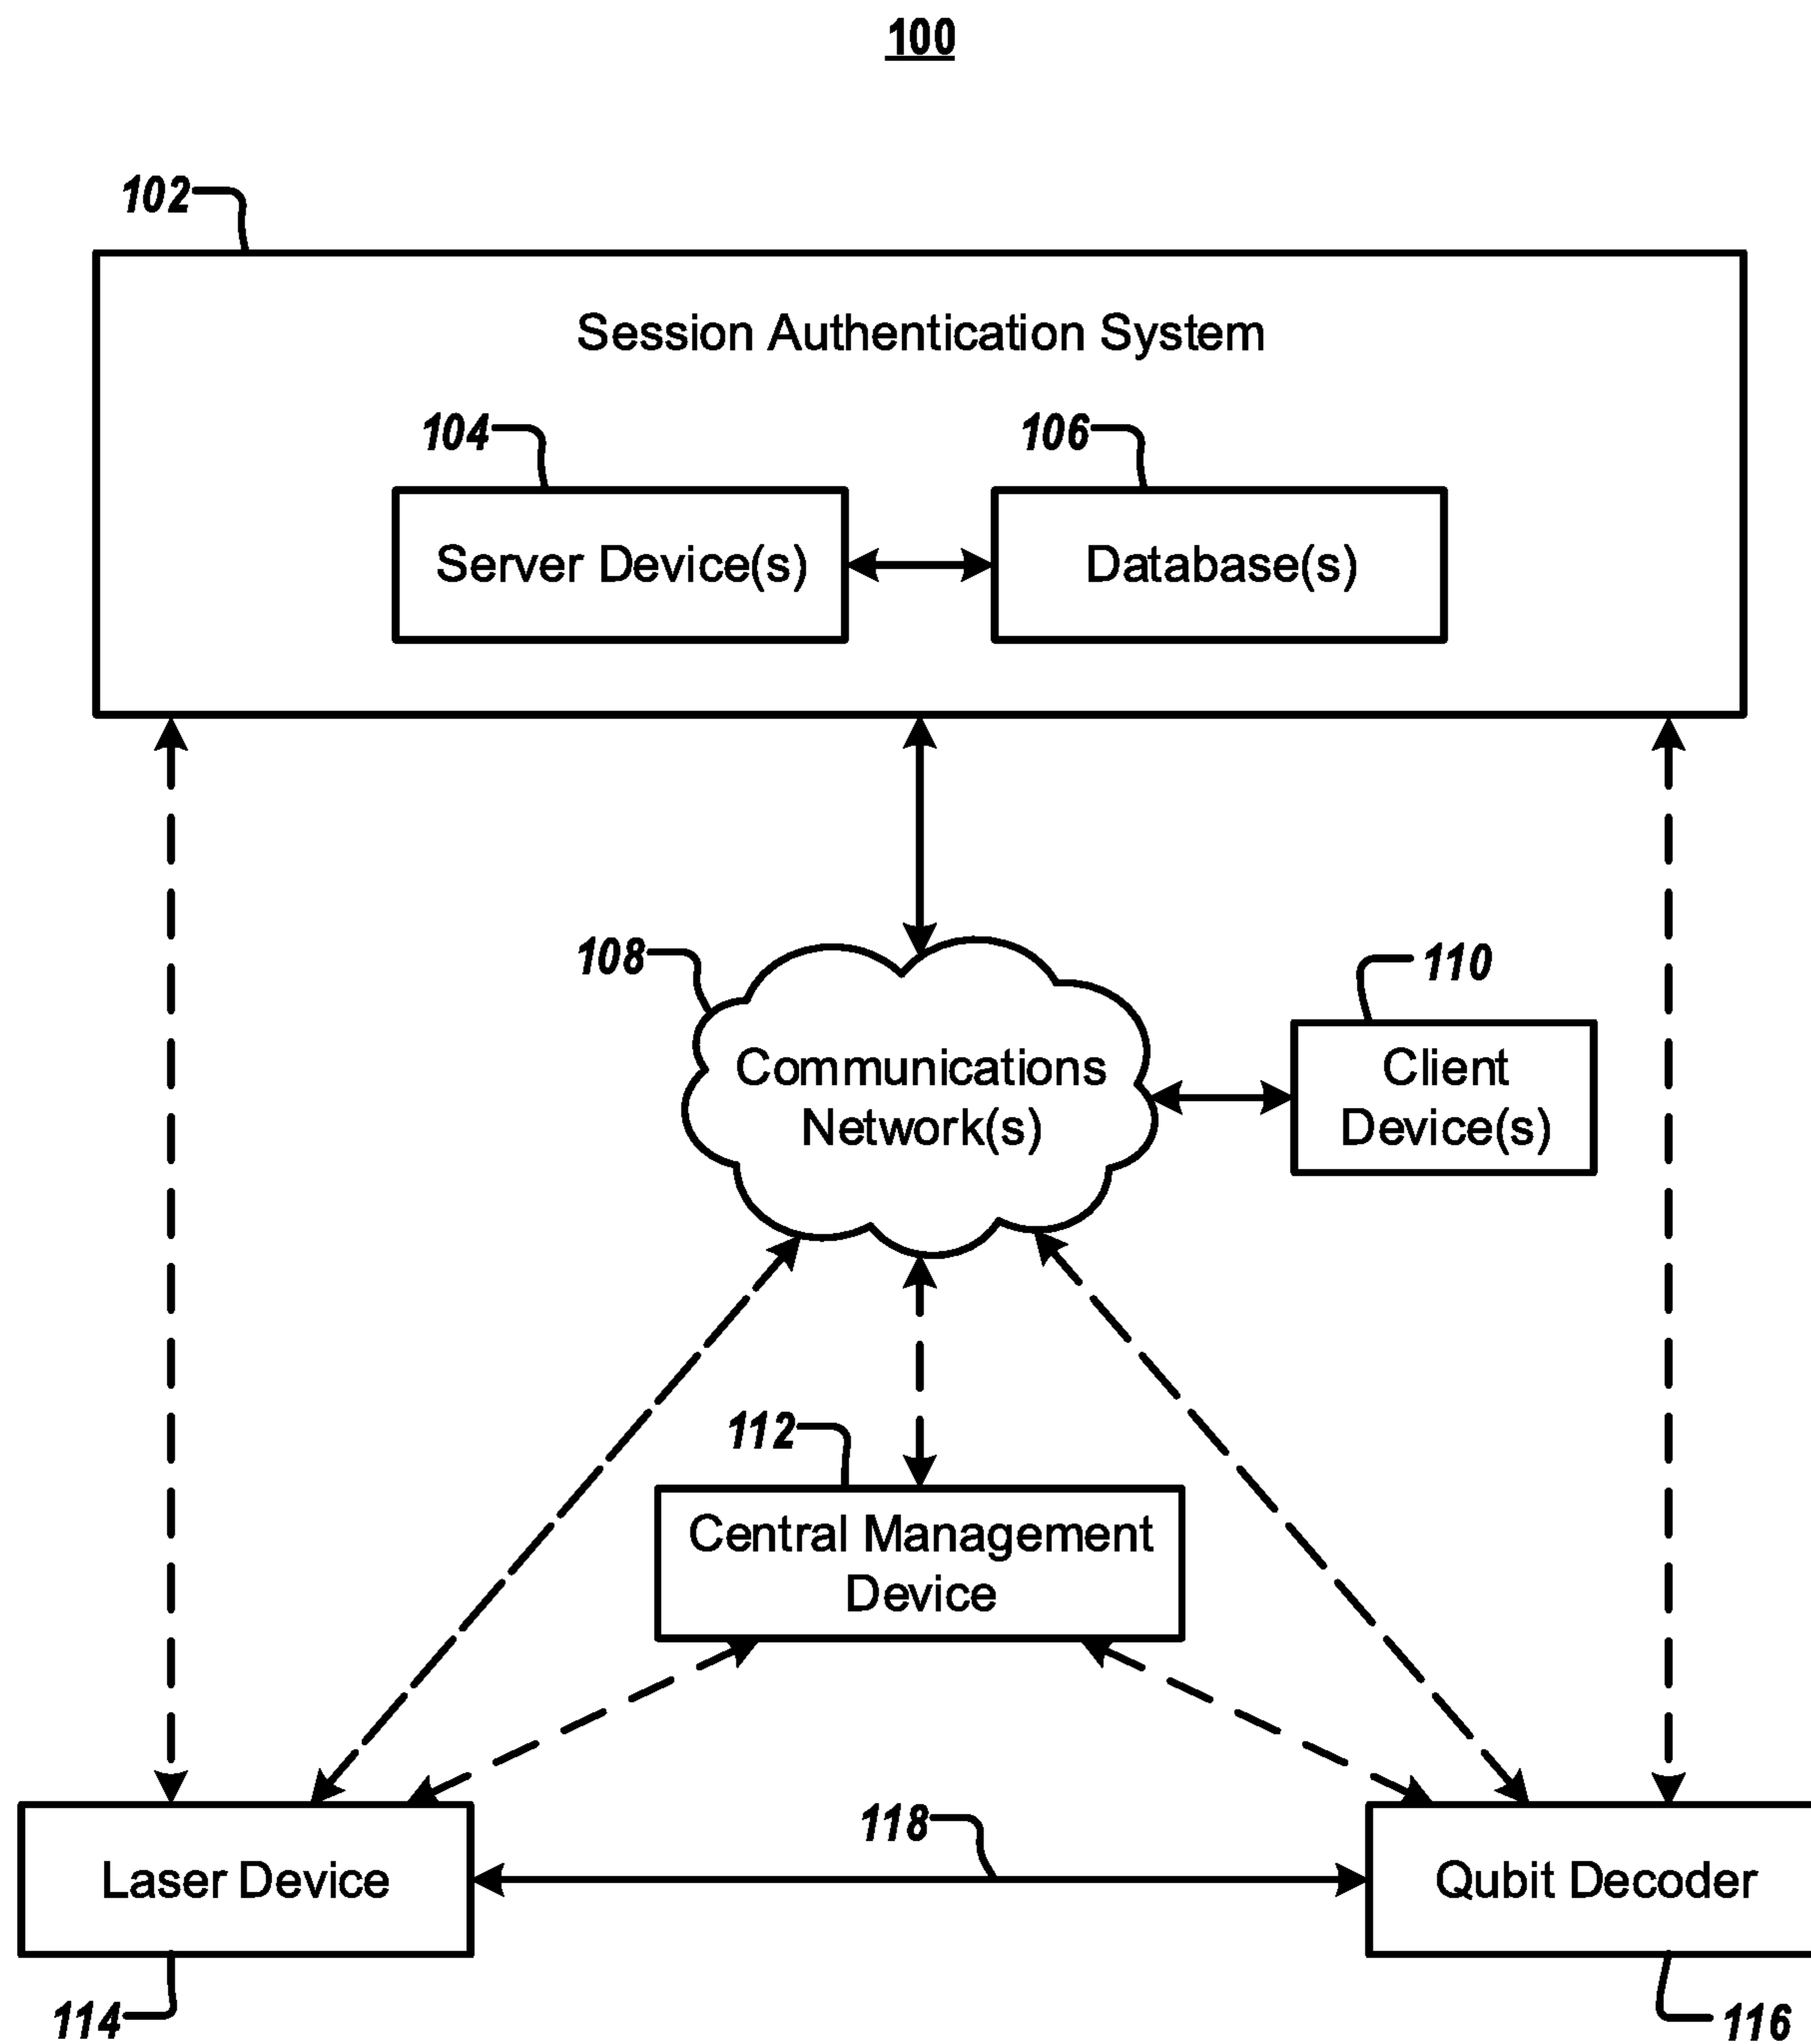 100
102
Session Authentication System
104
106
Server Device(s)
Database(s)
108
110
Communications
Network(s)
Client
Device(s)
112
Central Management
Device
118
Laser Device
Qubit Decoder
114
116